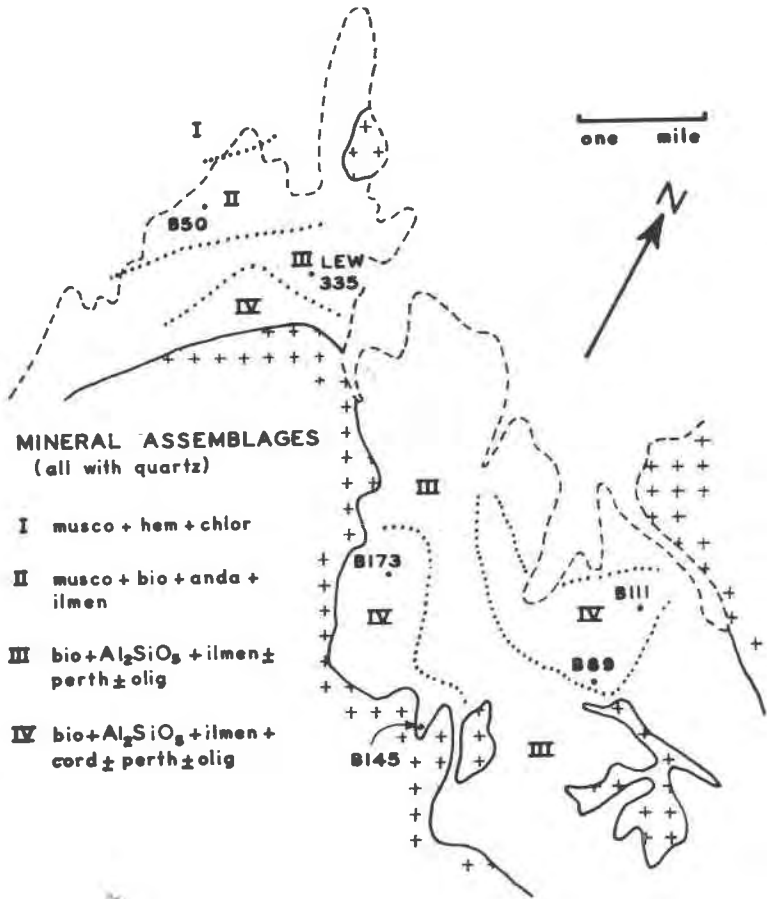 I
one mile
N
II
B50
III LEW
335
IV
MINERAL ASSEMBLAGES
(all with quartz)
III
I musco + hem + chlor
B173
IV
B111
II musco + bio + anda +
ilmen
IV
III bio + Al₂SiO₅ + ilmen ±
perth ± olig
B89
IV bio + Al₂SiO₅ + ilmen +
cord ± perth ± olig
III
B145